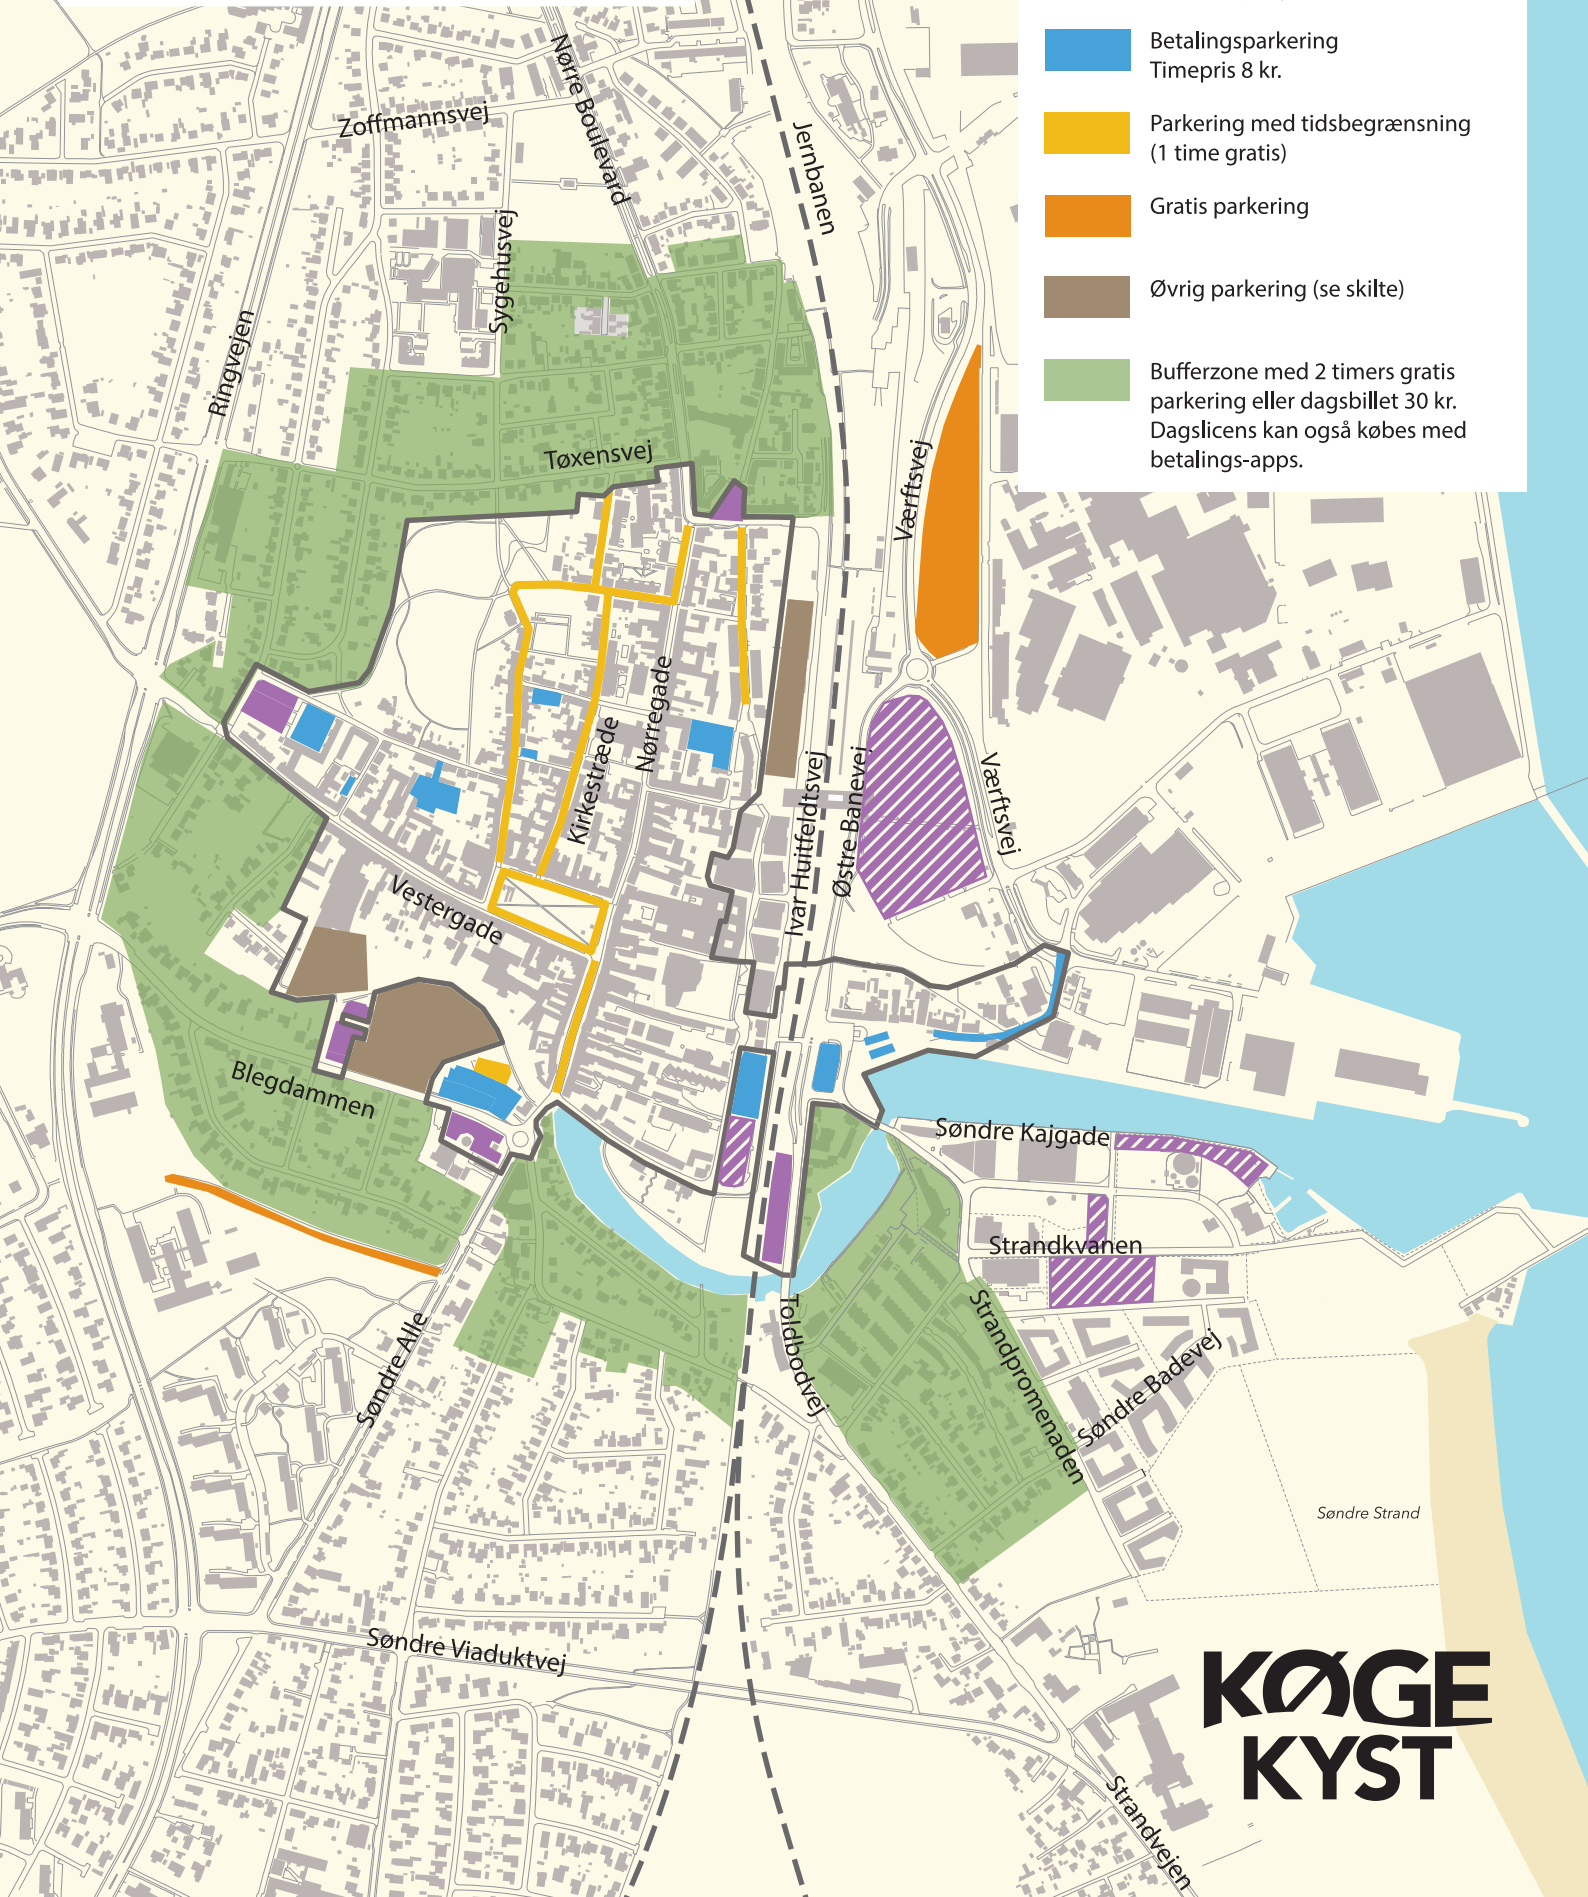 Betalingsparkering
Timepris 8 kr.
Parkering med tidsbegrænsning
(1 time gratis)
Gratis parkering
Øvrig parkering (se skilte)
Bufferzone med 2 timers gratis
parkering eller dagsbillet 30 kr.
Dagslicens kan også købes med
betalings-apps.
Nørre Boulevard
Zoffmannsvej
Jernbanen
Sygehusvej
Ringvejen
Tøxensvej
Værftsvej
Nørregade
Kirkestræde
Ivar Huitfeldtsvej
Østre Banevej
Værftsvej
Vestergade
Blegdammen
Søndre Kajgade
Strandkvanen
Toldbodvej
Strandpromenaden
Søndre Badevej
Søndre Alle
Søndre Strand
Søndre Viaduktvej
KØGE
KYST
Strandvejen